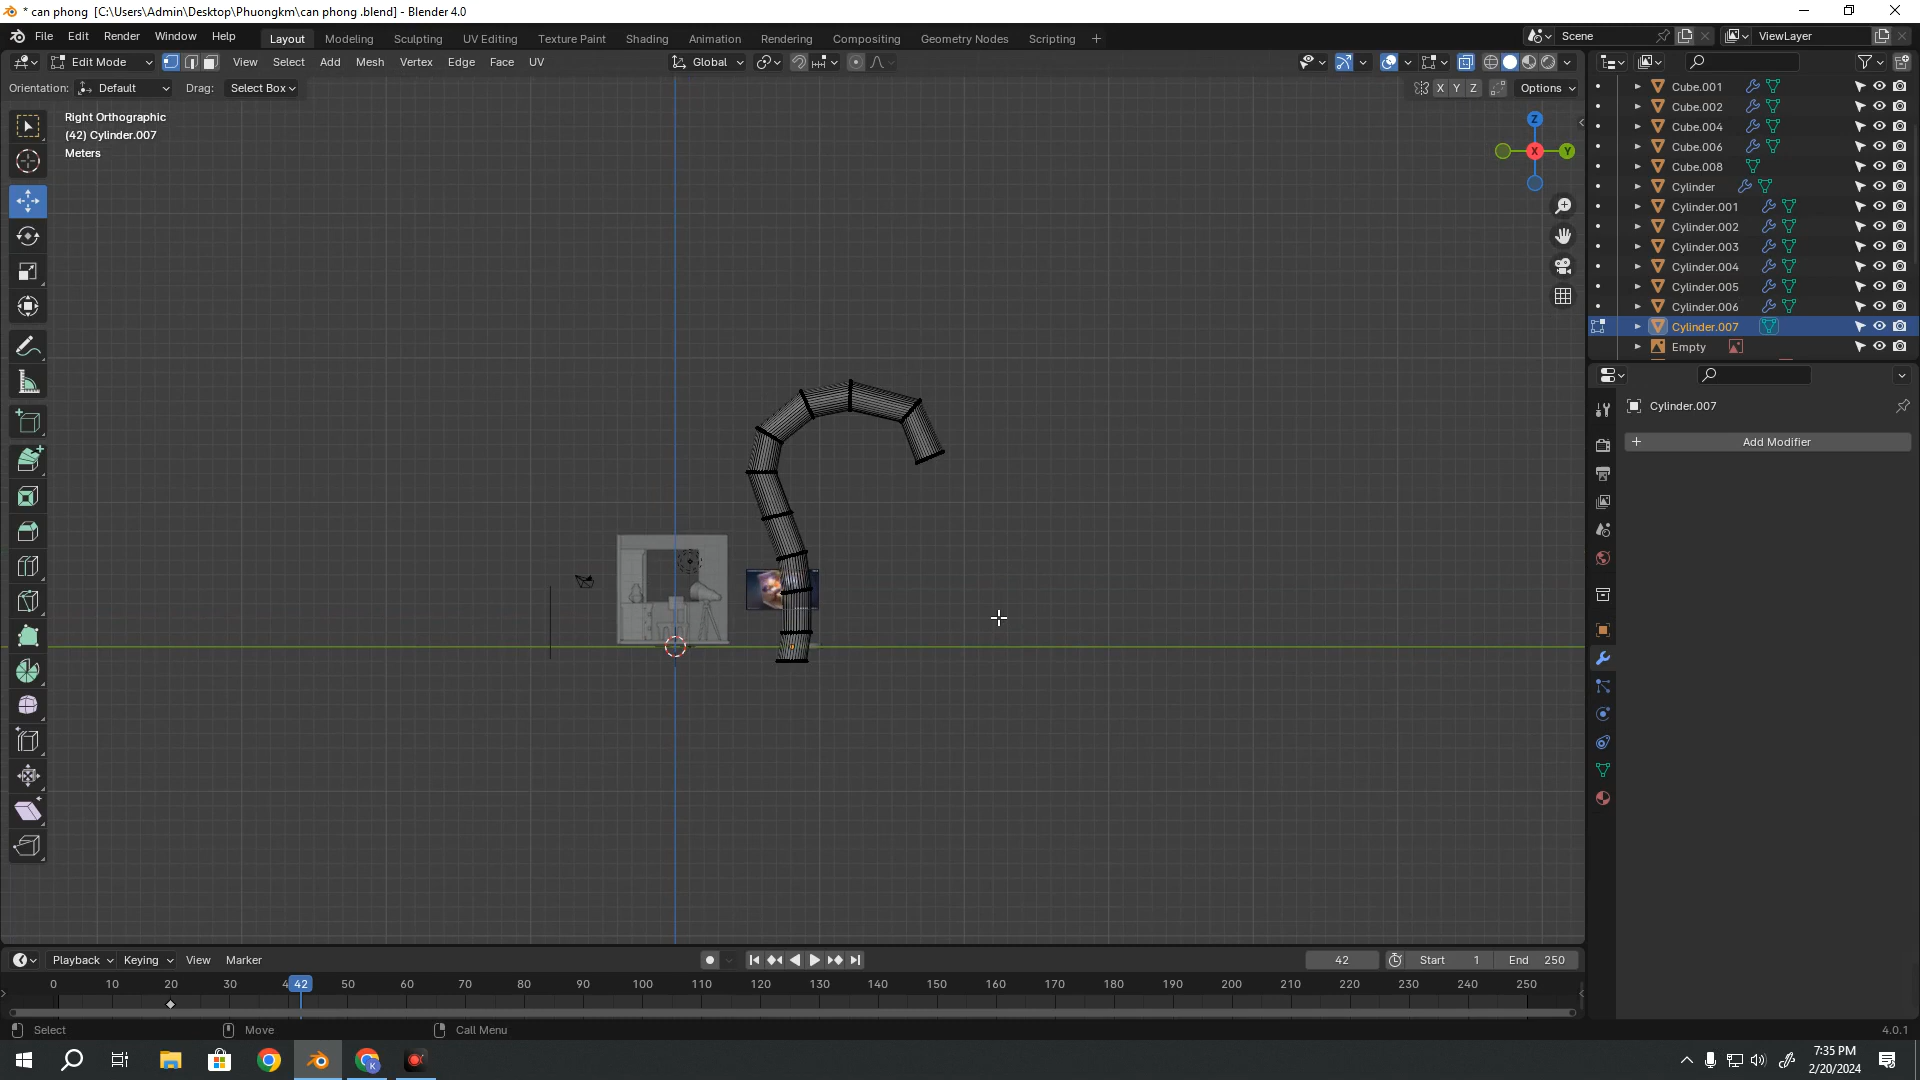 * can phong  [C:\Users\Admin\Desktop\Phuongkm\can phong .blend] - Blender 4.0
File Edit Render Window Help Layout Modeling Sculpting UV Editing Texture Paint Shading Animation Rendering Compositing Geometry Nodes Scripting + Scene ViewLayer
Edit Mode View Select Add Mesh Vertex Edge Face UV Global
Orientation: Default Drag: Select Box X Y Z Options
Right Orthographic
(42) Cylinder.007
Meters
Z
X Y
Cube.001
Cube.002
Cube.004
Cube.006
Cube.008
Cylinder
Cylinder.001
Cylinder.002
Cylinder.003
Cylinder.004
Cylinder.005
Cylinder.006
Cylinder.007
Empty
Cylinder.007
+ Add Modifier
Playback Keying View Marker 42 Start 1 End 250
0 10 20 30 4 42 50 60 70 80 90 100 110 120 130 140 150 160 170 180 190 200 210 220 230 240 250
Select Move Call Menu 4.0.1
K
7:35 PM
2/20/2024